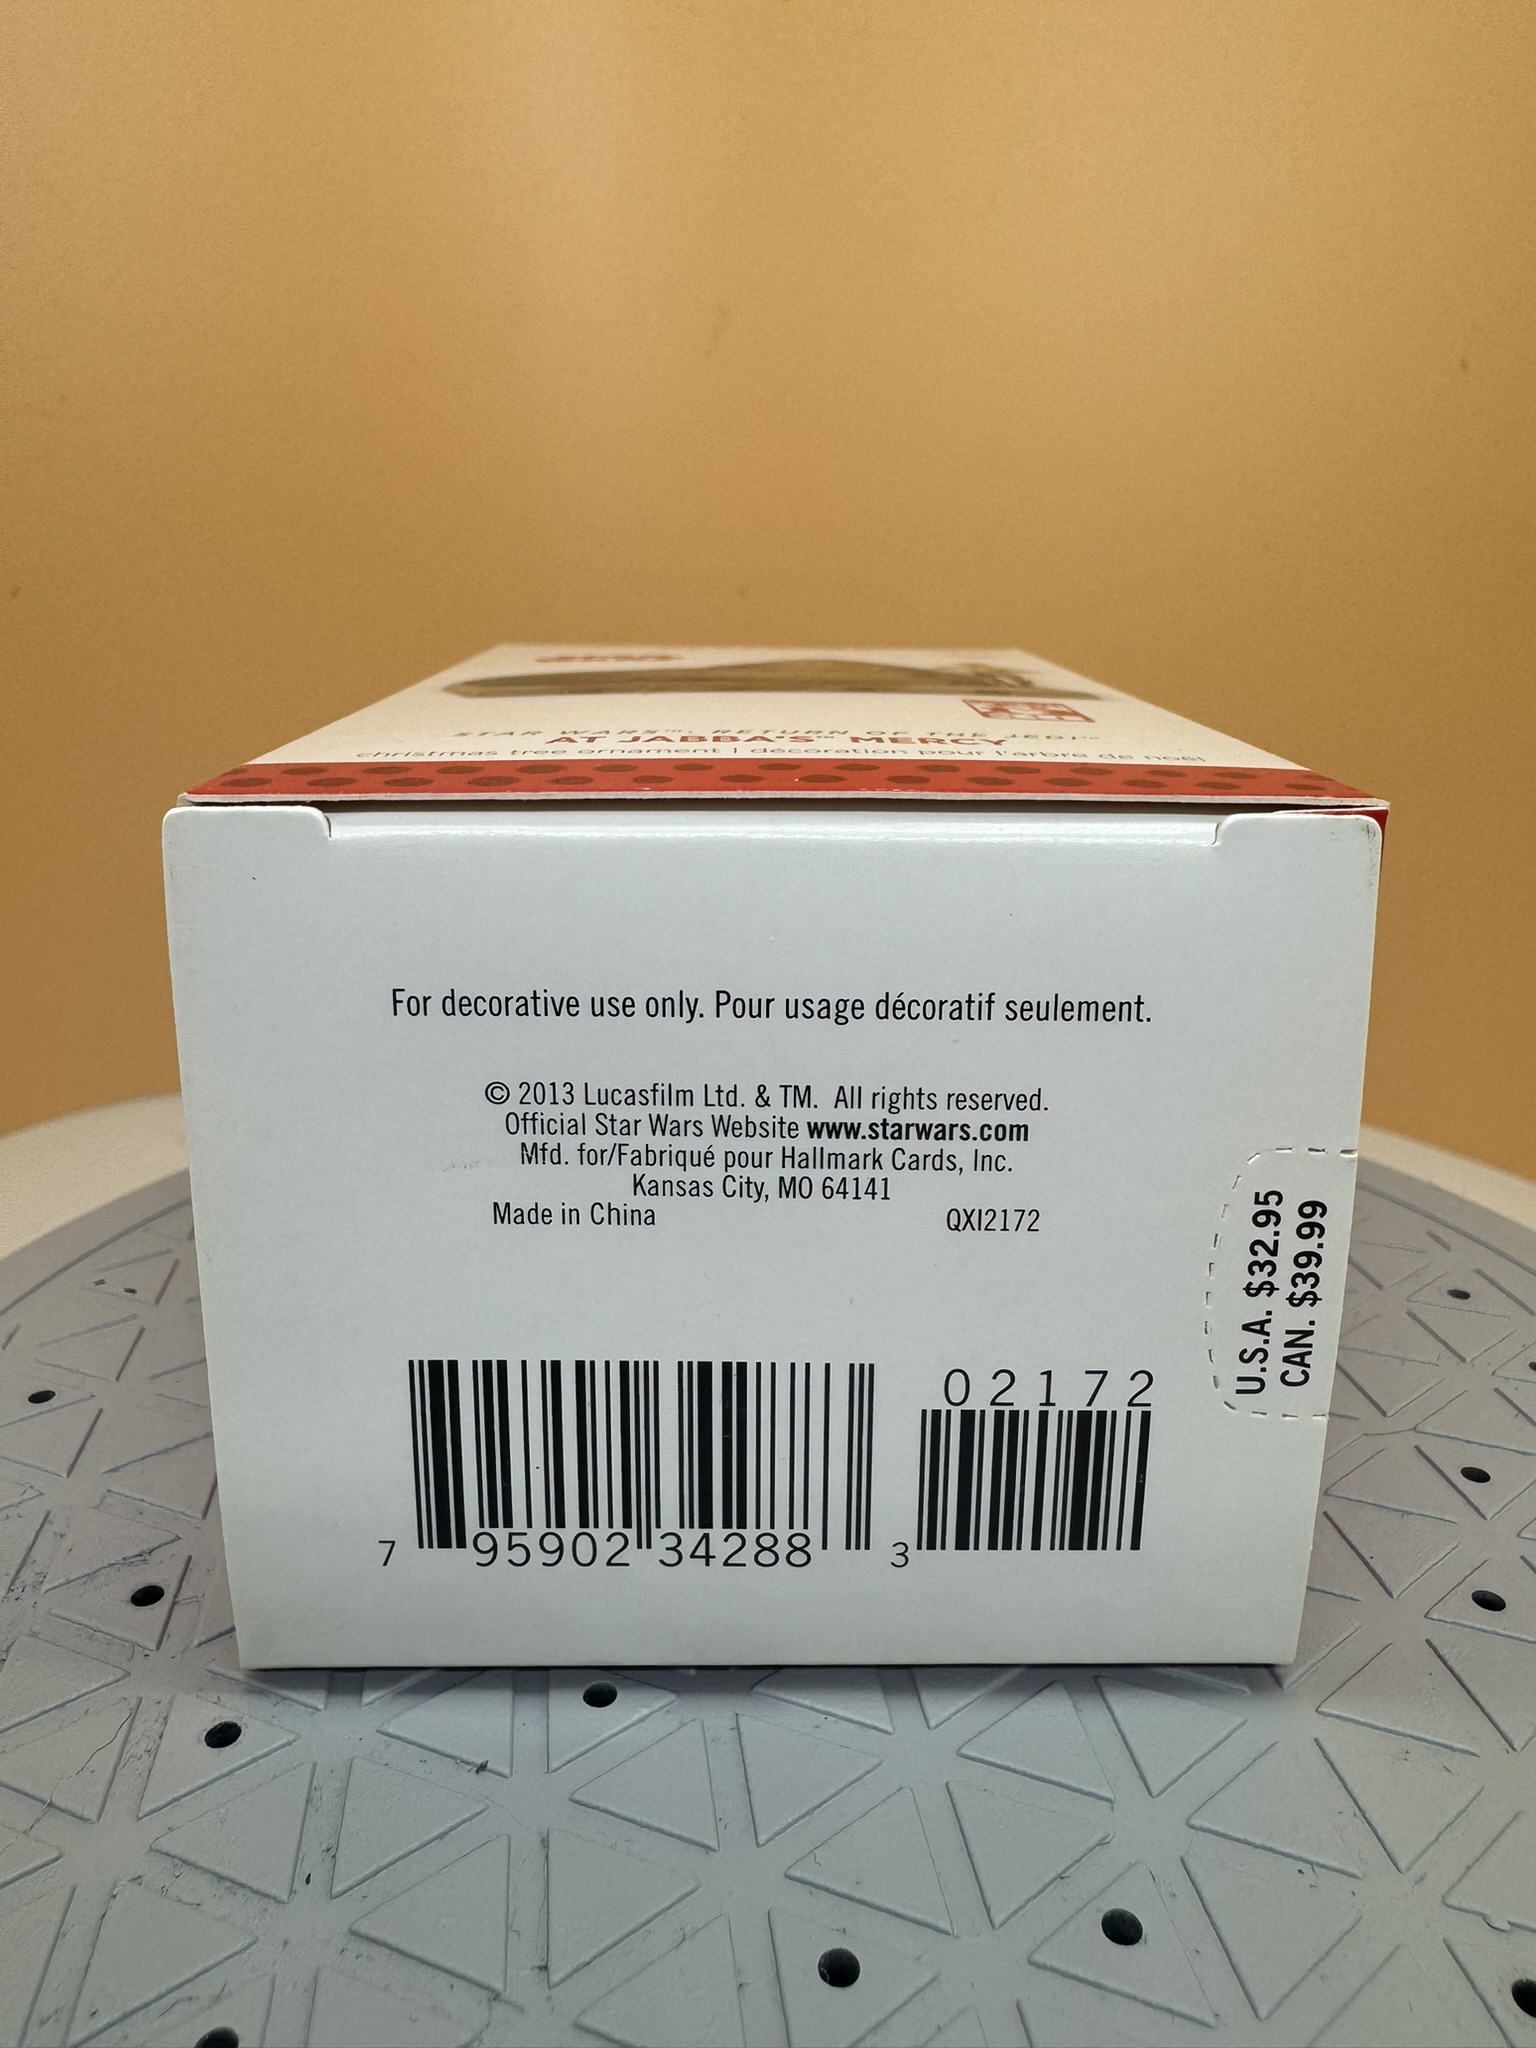 STAR WARS™: RETURN OF THE JEDI™
AT JABBA'S™ MERCY
christmas tree ornament | décoration pour l'arbre de noël
For decorative use only. Pour usage décoratif seulement.
© 2013 Lucasfilm Ltd. & TM. All rights reserved.
Official Star Wars Website www.starwars.com
Mfd. for/Fabriqué pour Hallmark Cards, Inc.
Kansas City, MO 64141
Made in China QXI2172
U.S.A. $32.95
CAN. $39.99
02172
7 95902 34288 3